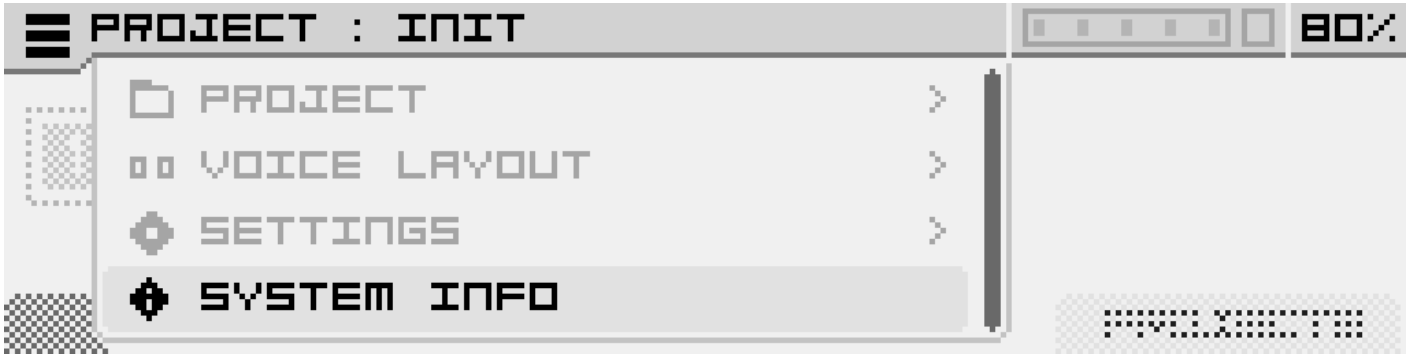 PROJECT : INIT
80%
PROJECT
VOICE LAYOUT
SETTINGS
SYSTEM INFO